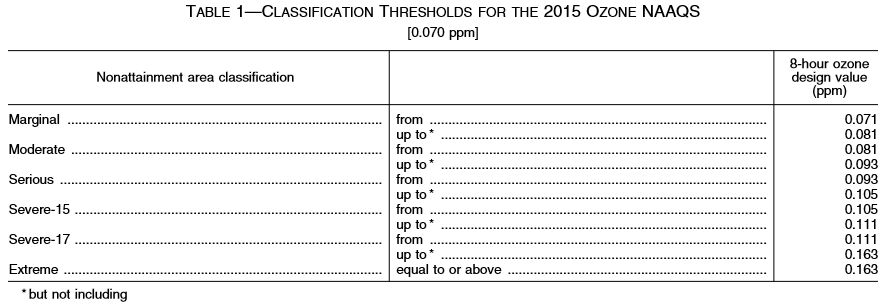 TABLE 1—CLASSIFICATION THRESHOLDS FOR THE 2015 OZONE NAAQS
[0.070 ppm]
Nonattainment area classification
8-hour ozone
design value
(ppm)
Marginal ........ from ........ 0.071
up to * ........ 0.081
Moderate ........ from ........ 0.081
up to * ........ 0.093
Serious ........ from ........ 0.093
up to * ........ 0.105
Severe-15 ........ from ........ 0.105
up to * ........ 0.111
Severe-17 ........ from ........ 0.111
up to * ........ 0.163
Extreme ........ equal to or above ........ 0.163
* but not including